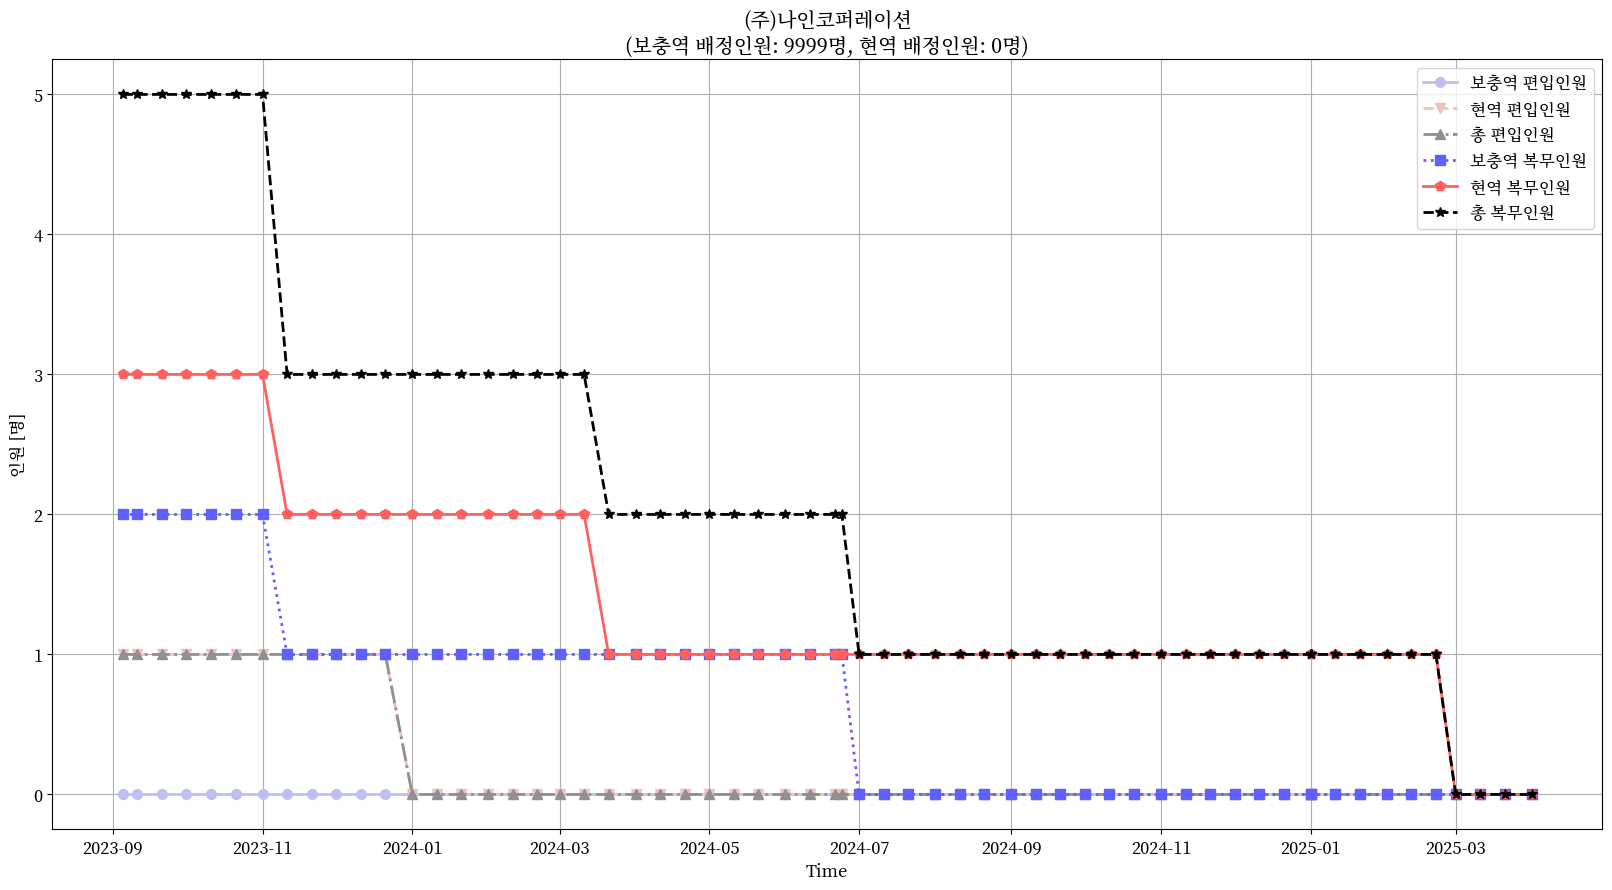 (주)나인코퍼레이션
(보충역 배정인원: 9999명, 현역 배정인원: 0명)
보충역 편입인원
현역 편입인원
총 편입인원
보충역 복무인원
현역 복무인원
총 복무인원
인원 [명]
5
4
3
2
1
0
2023-09 2023-11 2024-01 2024-03 2024-05 2024-07 2024-09 2024-11 2025-01 2025-03
Time